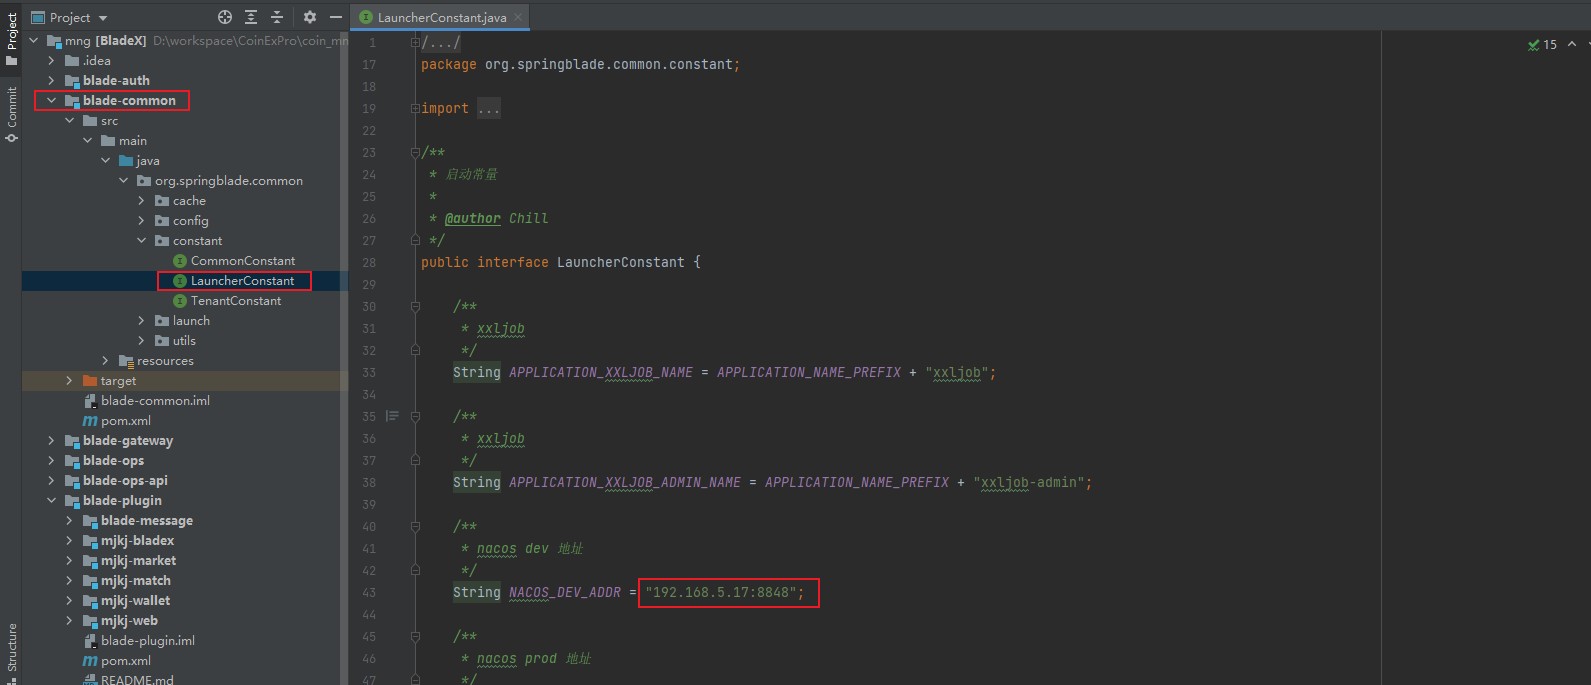 Project
LauncherConstant.java
Project
Commit
Structure
mng [BladeX] D:\workspace\CoinExPro\coin_mn
.idea
blade-auth
blade-common
src
main
java
org.springblade.common
cache
config
constant
CommonConstant
LauncherConstant
TenantConstant
launch
utils
resources
target
blade-common.iml
pom.xml
blade-gateway
blade-ops
blade-ops-api
blade-plugin
blade-message
mjkj-bladex
mjkj-market
mjkj-match
mjkj-wallet
mjkj-web
blade-plugin.iml
pom.xml
README.md
15
1 /.../
17 package org.springblade.common.constant;
18
19 import ...
22
23 /**
24 * 启动常量
25 *
26 * @author Chill
27 */
28 public interface LauncherConstant {
29
30 /**
31 * xxljob
32 */
33 String APPLICATION_XXLJOB_NAME = APPLICATION_NAME_PREFIX + "xxljob";
34
35 /**
36 * xxljob
37 */
38 String APPLICATION_XXLJOB_ADMIN_NAME = APPLICATION_NAME_PREFIX + "xxljob-admin";
39
40 /**
41 * nacos dev 地址
42 */
43 String NACOS_DEV_ADDR = "192.168.5.17:8848";
44
45 /**
46 * nacos prod 地址
47 */